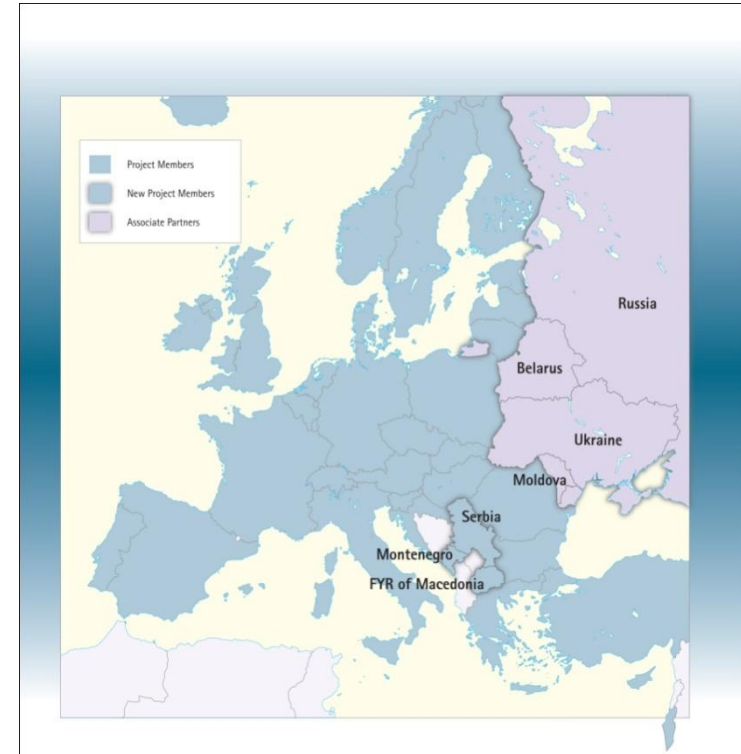 Project Members
New Project Members
Associate Partners
Russia
Belarus
Ukraine
Moldova
Serbia
Montenegro
FYR of Macedonia